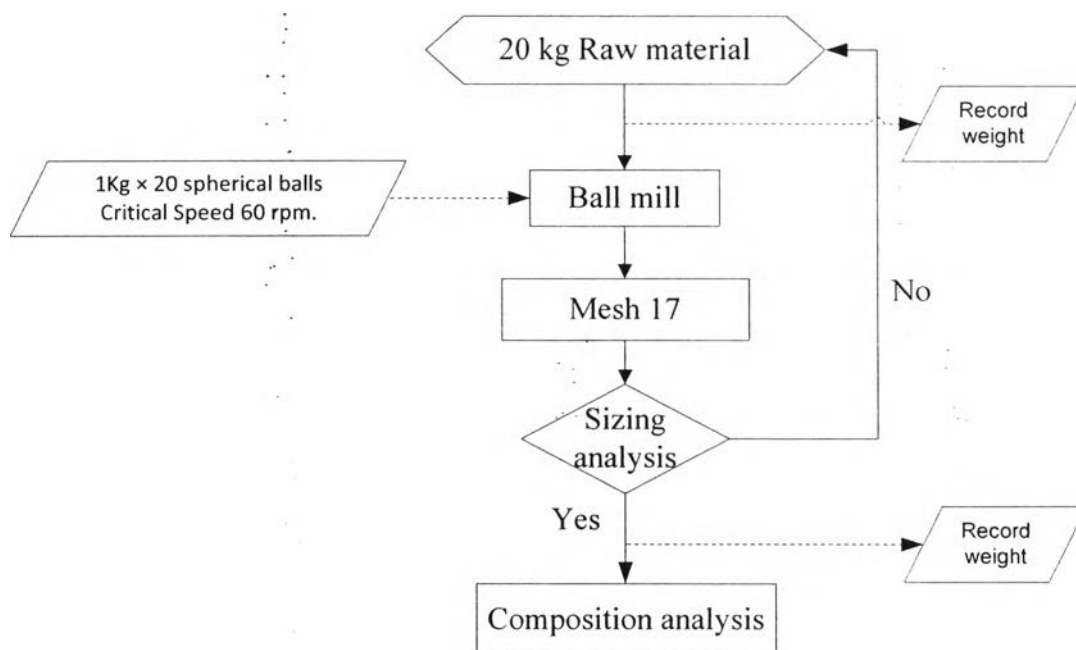 20 kg Raw material
Record
weight
1Kg × 20 spherical balls
Critical Speed 60 rpm.
Ball mill
Mesh 17
No
Sizing
analysis
Yes
Record
weight
Composition analysis